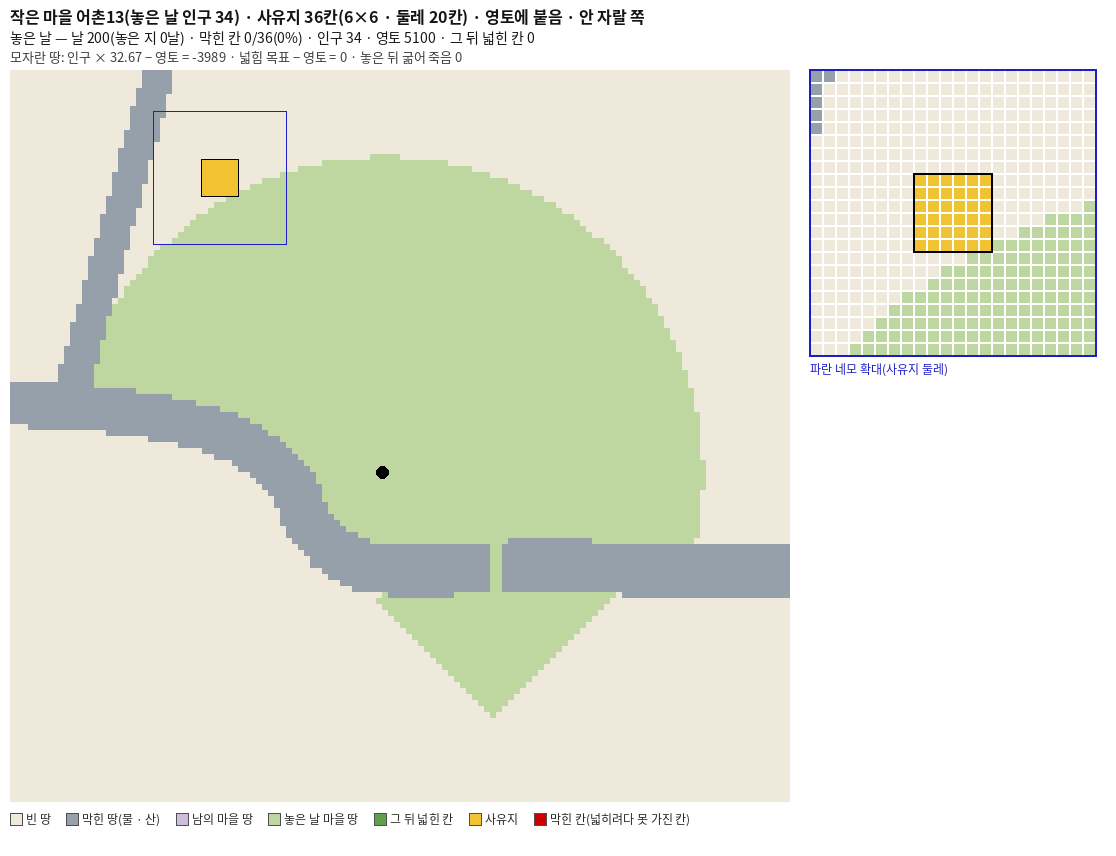 작은 마을 어촌13(놓은 날 인구 34) · 사유지 36칸(6×6 · 둘레 20칸) · 영토에 붙음 · 안 자랄 쪽
놓은 날 — 날 200(놓은 지 0날) · 막힌 칸 0/36(0%) · 인구 34 · 영토 5100 · 그 뒤 넓힌 칸 0
모자란 땅: 인구 × 32.67 − 영토 = -3989 · 넓힘 목표 − 영토 = 0 · 놓은 뒤 굶어 죽음 0
파란 네모 확대(사유지 둘레)
빈 땅 막힌 땅(물 · 산) 남의 마을 땅 놓은 날 마을 땅 그 뒤 넓힌 칸 사유지 막힌 칸(넓히려다 못 가진 칸)